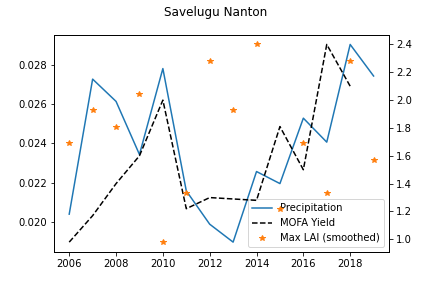 Savelugu Nanton
0.028
0.026
0.024
0.022
0.020
2.4
2.2
2.0
1.8
1.6
1.4
1.2
1.0
Precipitation
MOFA Yield
Max LAI (smoothed)
2006 2008 2010 2012 2014 2016 2018